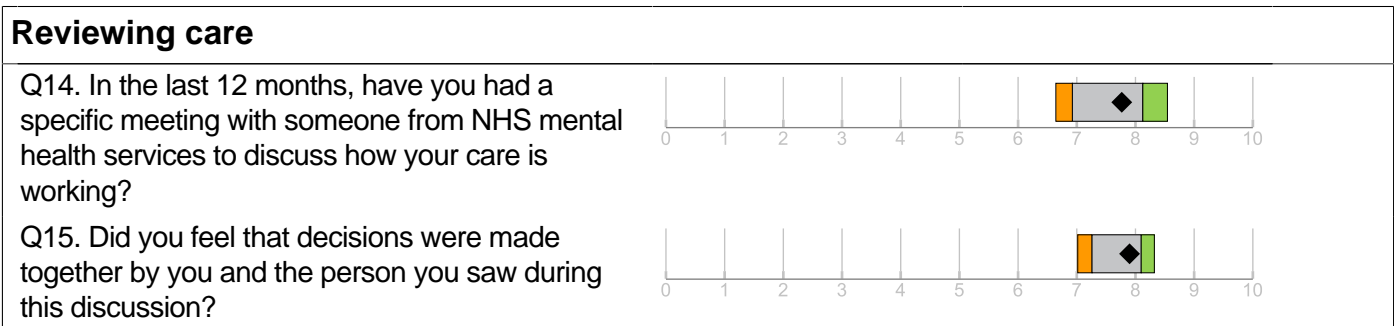 Reviewing care
Q14. In the last 12 months, have you had a
specific meeting with someone from NHS mental
health services to discuss how your care is
working?
0 1 2 3 4 5 6 7 8 9 10
Q15. Did you feel that decisions were made
together by you and the person you saw during
this discussion?
0 1 2 3 4 5 6 7 8 9 10